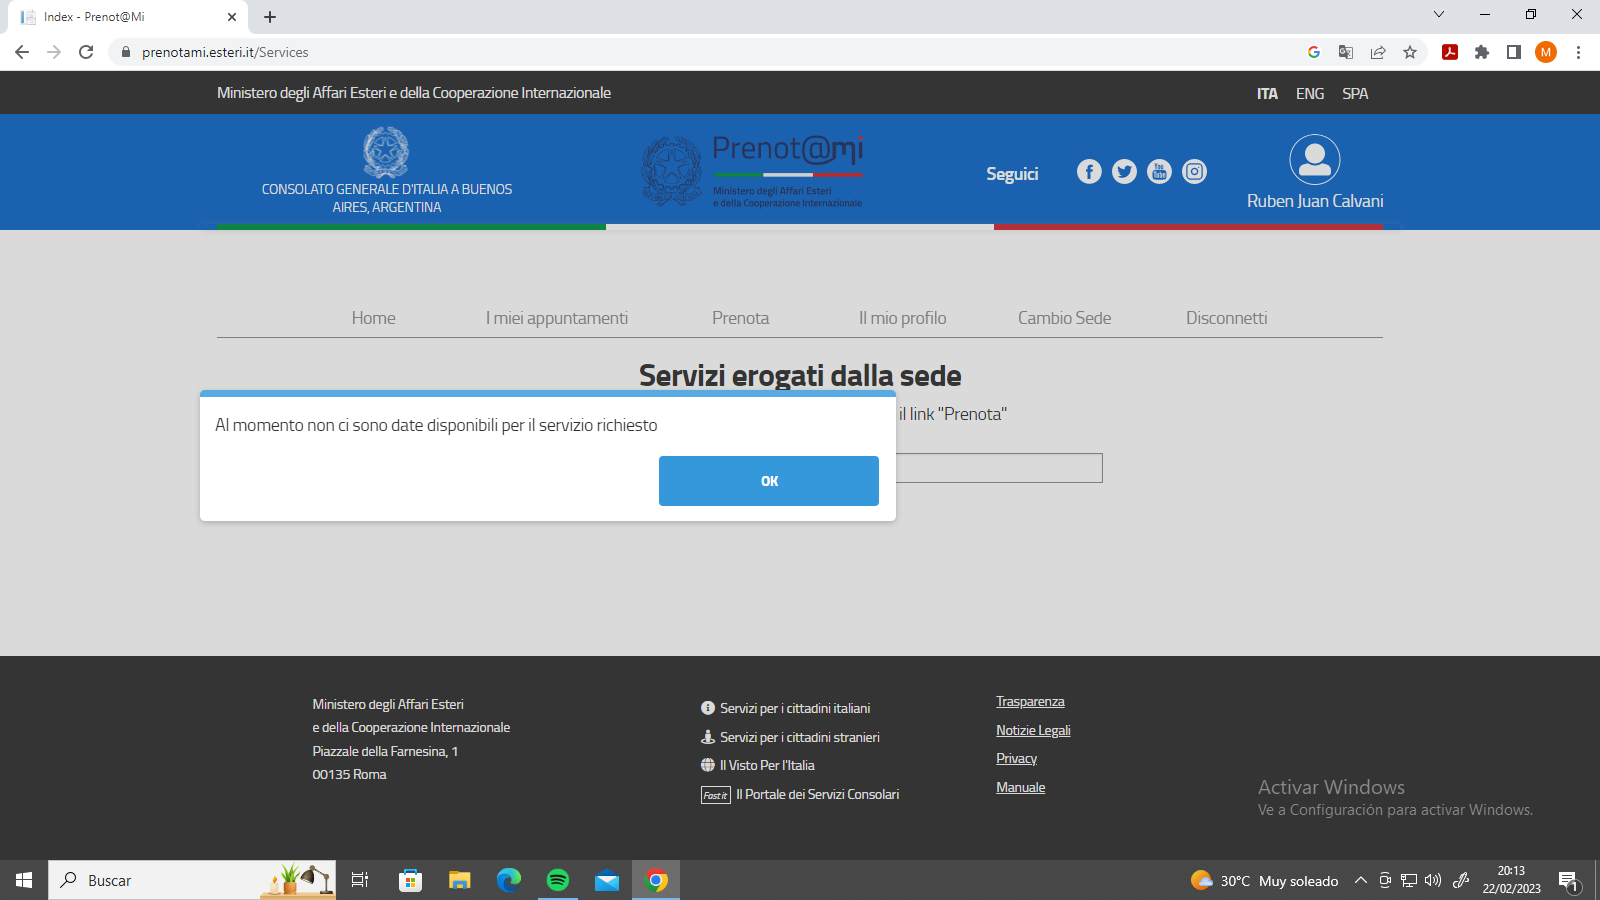 Index - Prenot@Mi
prenotami.esteri.it/Services
M
Ministero degli Affari Esteri e della Cooperazione Internazionale
ITA ENG SPA
CONSOLATO GENERALE D'ITALIA A BUENOS
AIRES, ARGENTINA
Prenot@mi
Ministero degli Affari Esteri
e della Cooperazione Internazionale
Seguici
Ruben Juan Calvani
Home I miei appuntamenti Prenota Il mio profilo Cambio Sede Disconnetti
Servizi erogati dalla sede
il link "Prenota"
Al momento non ci sono date disponibili per il servizio richiesto
OK
Ministero degli Affari Esteri
e della Cooperazione Internazionale
Piazzale della Farnesina, 1
00135 Roma
Servizi per i cittadini italiani
Servizi per i cittadini stranieri
Il Visto Per l'Italia
Fast it Il Portale dei Servizi Consolari
Trasparenza
Notizie Legali
Privacy
Manuale
Activar Windows
Ve a Configuración para activar Windows.
Buscar
30°C Muy soleado
20:13
22/02/2023
1